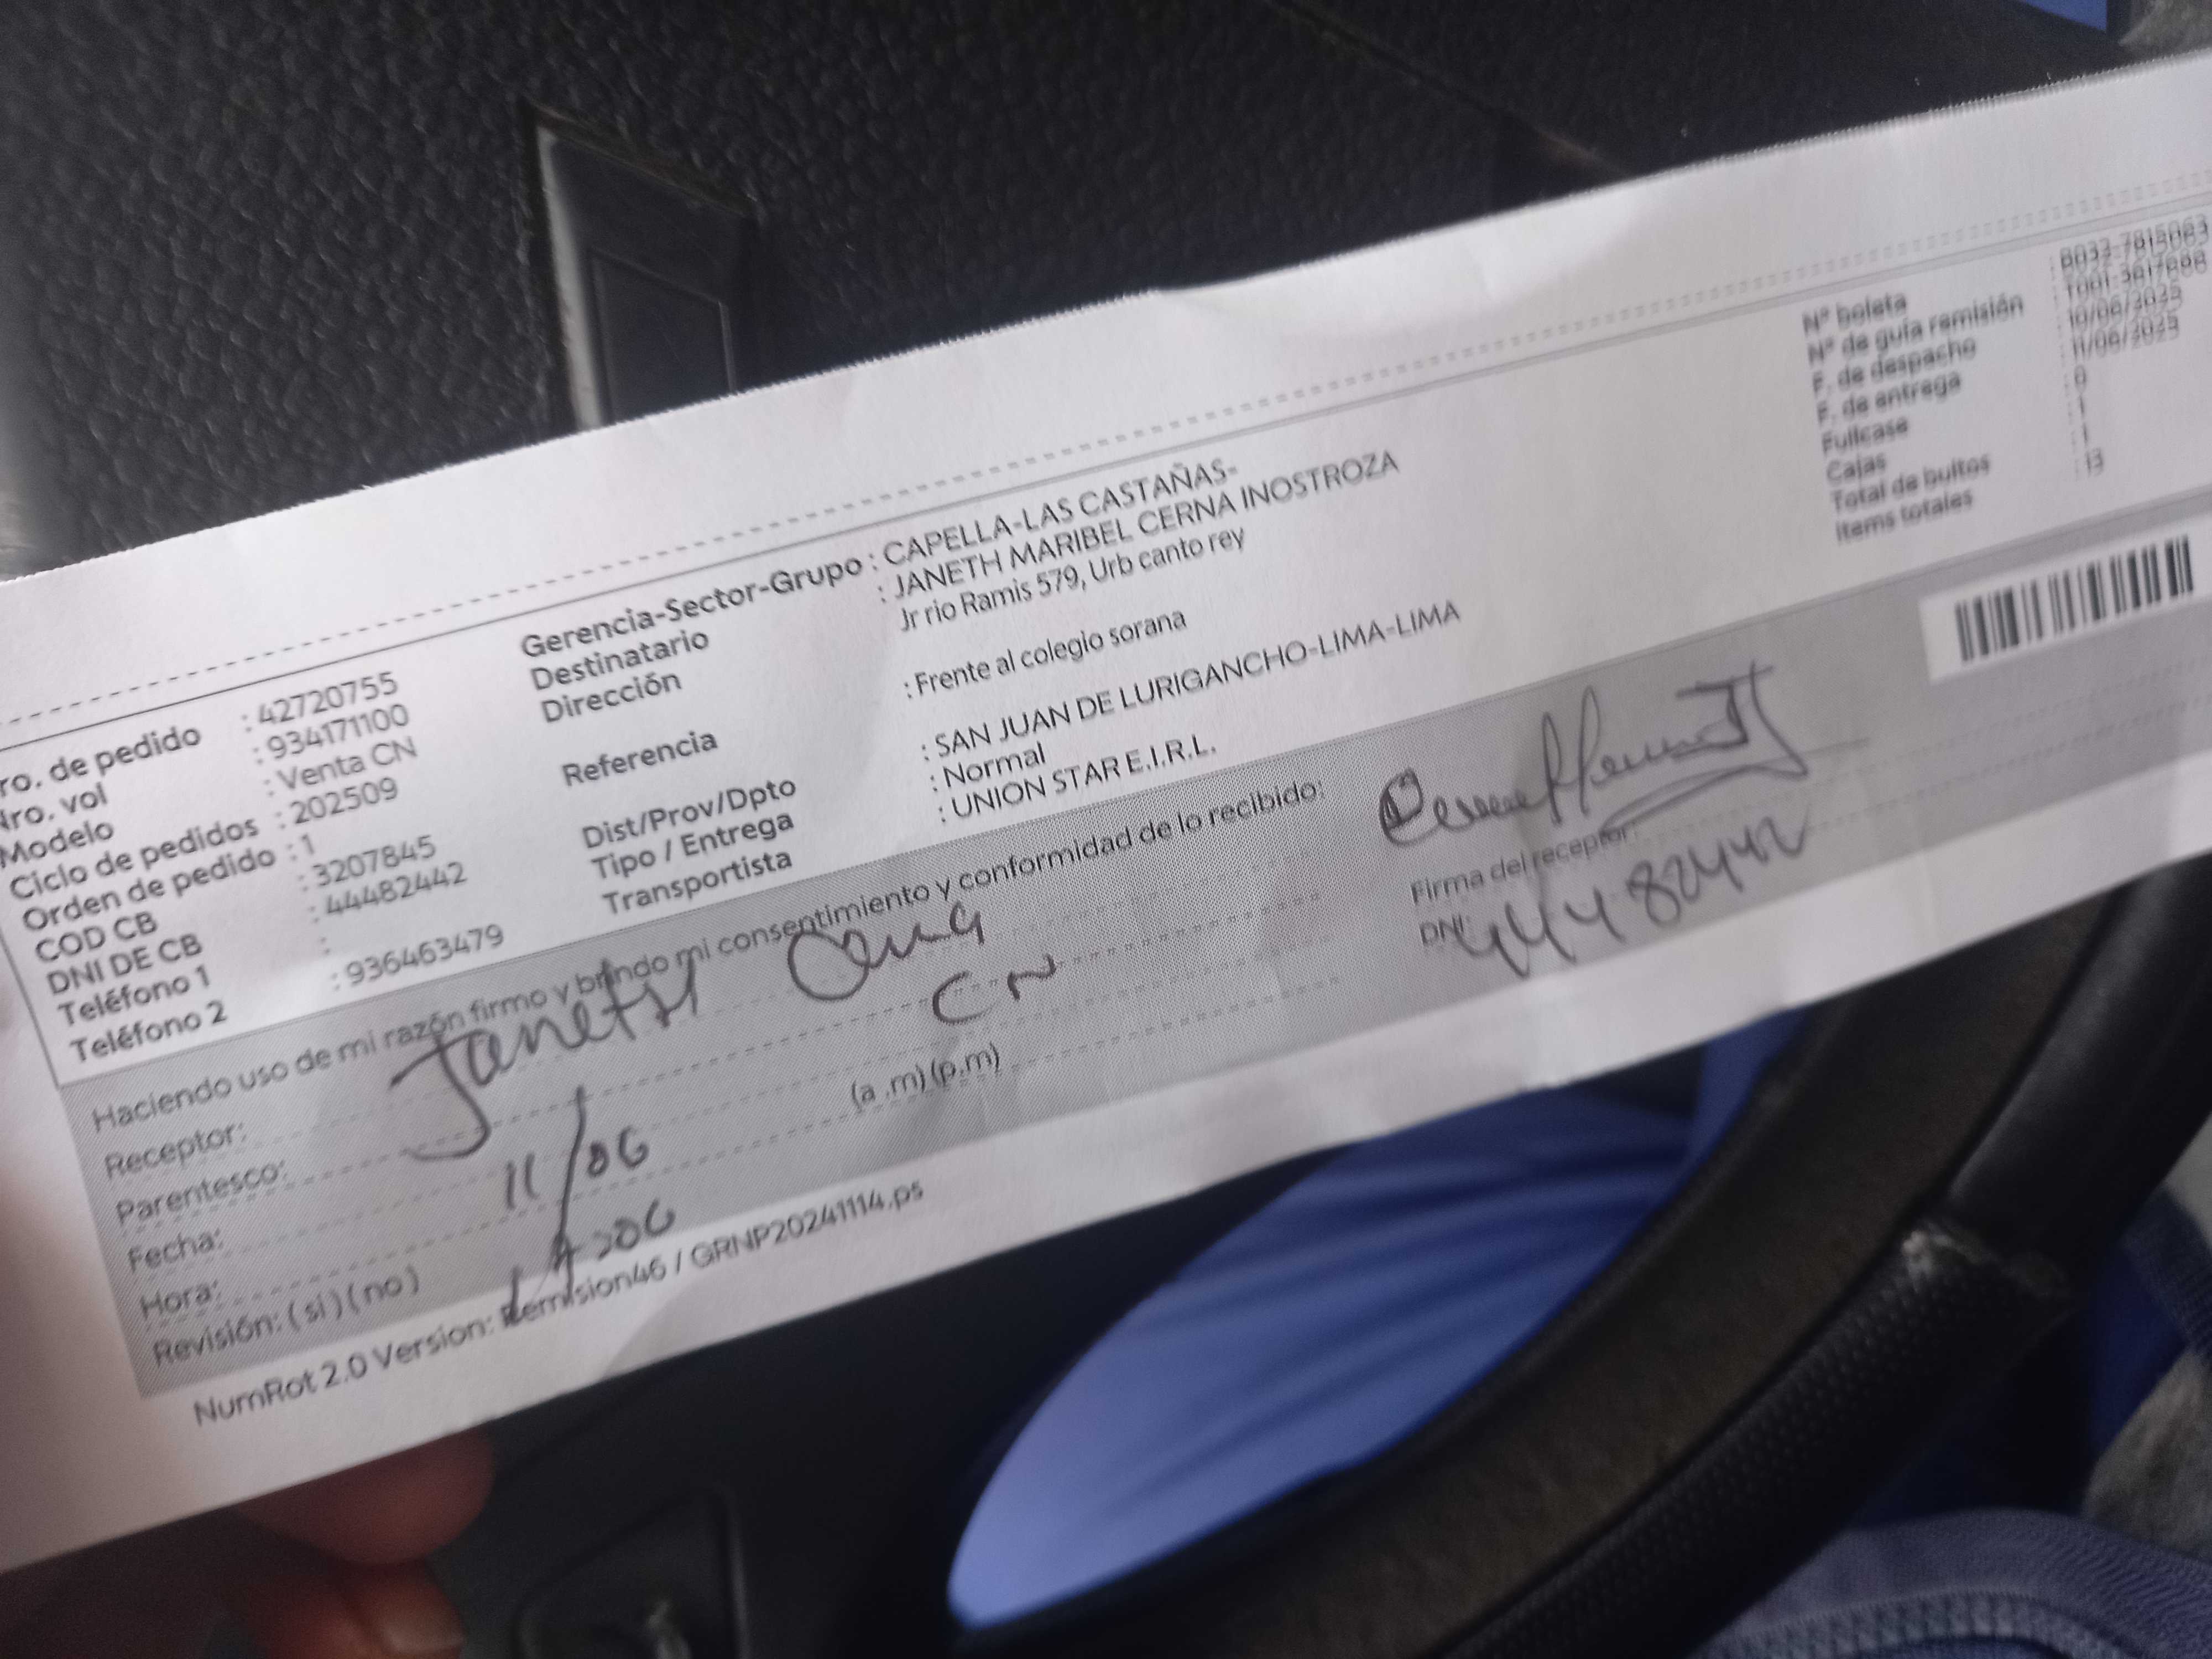 ro. de pedido : 42720755
Nro. vol : 934171100
Modelo : Venta CN
Ciclo de pedidos : 202509
Orden de pedido : 1
COD CB : 3207845
DNI DE CB : 44482442
Teléfono 1 :
Teléfono 2 : 936463479
Gerencia-Sector-Grupo : CAPELLA-LAS CASTAÑAS-
Destinatario : JANETH MARIBEL CERNA INOSTROZA
Dirección Jr rio Ramis 579, Urb canto rey
Referencia : Frente al colegio sorana
Dist/Prov/Dpto : SAN JUAN DE LURIGANCHO-LIMA-LIMA
Tipo / Entrega : Normal
Transportista : UNION STAR E.I.R.L.
N° boleta : B032-7815063
N° de guía remisión
F. de despacho : 10/06/2025
F. de entrega : 11/06/2025
Fullcase : 0
Cajas : 1
Total de bultos : 1
Items totales : 13
Haciendo uso de mi razón firmo y brindo mi consentimiento y conformidad de lo recibido:
Receptor: Janeth Cerna
Parentesco: CN
Fecha: 11/06
Hora: (a .m) (p.m)
Revisión: ( si ) ( no )
Firma del receptor
DNI: 44482442
NumRot 2.0 Version: Remision46 / GRNP20241114.ps